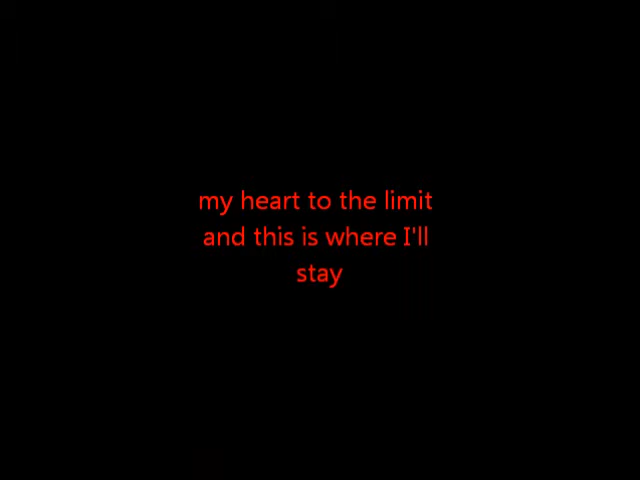 my heart to the limit
and this is where I'll
stay